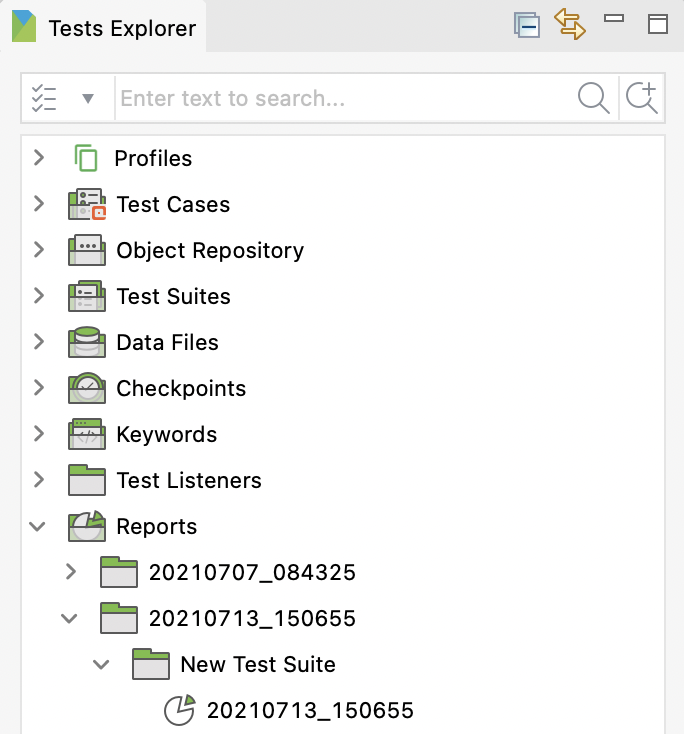 Tests Explorer
Enter text to search...
Profiles
Test Cases
Object Repository
Test Suites
Data Files
Checkpoints
Keywords
Test Listeners
Reports
20210707_084325
20210713_150655
New Test Suite
20210713_150655